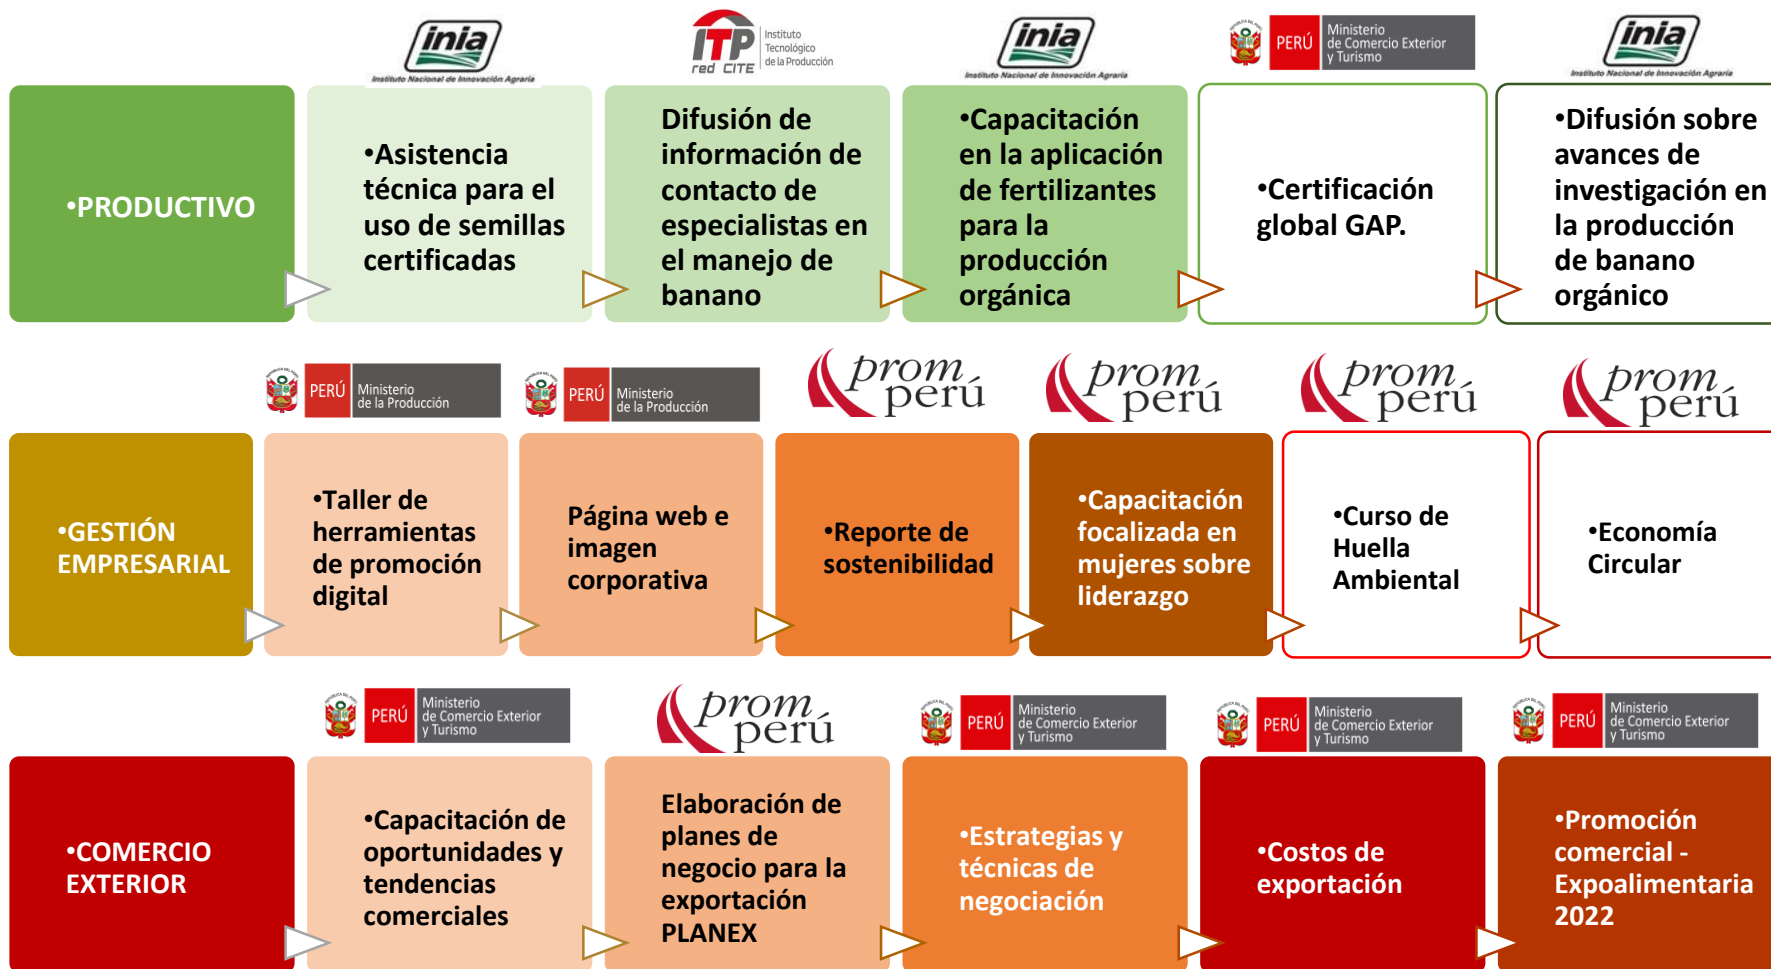 inia
Instituto Nacional de Innovación Agraria
ITP
red CITE
Instituto
Tecnológico
de la Producción
inia
Instituto Nacional de Innovación Agraria
PERÚ
Ministerio
de Comercio Exterior
y Turismo
inia
Instituto Nacional de Innovación Agraria
•PRODUCTIVO
•Asistencia
técnica para el
uso de semillas
certificadas
Difusión de
información de
contacto de
especialistas en
el manejo de
banano
•Capacitación
en la aplicación
de fertilizantes
para la
producción
orgánica
•Certificación
global GAP.
•Difusión sobre
avances de
investigación en
la producción
de banano
orgánico
PERÚ
Ministerio
de la Producción
PERÚ
Ministerio
de la Producción
prom
perú
prom
perú
prom
perú
prom
perú
•GESTIÓN
EMPRESARIAL
•Taller de
herramientas
de promoción
digital
Página web e
imagen
corporativa
•Reporte de
sostenibilidad
•Capacitación
focalizada en
mujeres sobre
liderazgo
•Curso de
Huella
Ambiental
•Economía
Circular
PERÚ
Ministerio
de Comercio Exterior
y Turismo
prom
perú
PERÚ
Ministerio
de Comercio Exterior
y Turismo
PERÚ
Ministerio
de Comercio Exterior
y Turismo
PERÚ
Ministerio
de Comercio Exterior
y Turismo
•COMERCIO
EXTERIOR
•Capacitación de
oportunidades y
tendencias
comerciales
Elaboración de
planes de
negocio para la
exportación
PLANEX
•Estrategias y
técnicas de
negociación
•Costos de
exportación
•Promoción
comercial -
Expoalimentaria
2022